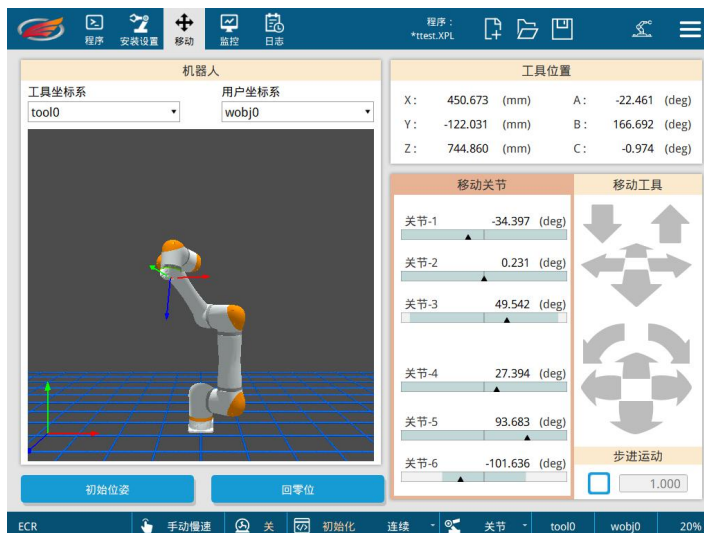 程序 安装设置 移动 监控 日志
程序：
*ttest.XPL
机器人
工具坐标系 用户坐标系
tool0 wobj0
初始位姿 回零位
工具位置
X： 450.673 (mm) A： -22.461 (deg)
Y： -122.031 (mm) B： 166.692 (deg)
Z： 744.860 (mm) C： -0.974 (deg)
移动关节
关节-1 -34.397 (deg)
关节-2 0.231 (deg)
关节-3 49.542 (deg)
关节-4 27.394 (deg)
关节-5 93.683 (deg)
关节-6 -101.636 (deg)
移动工具
步进运动
1.000
ECR 手动慢速 关 初始化 连续 关节 tool0 wobj0 20%